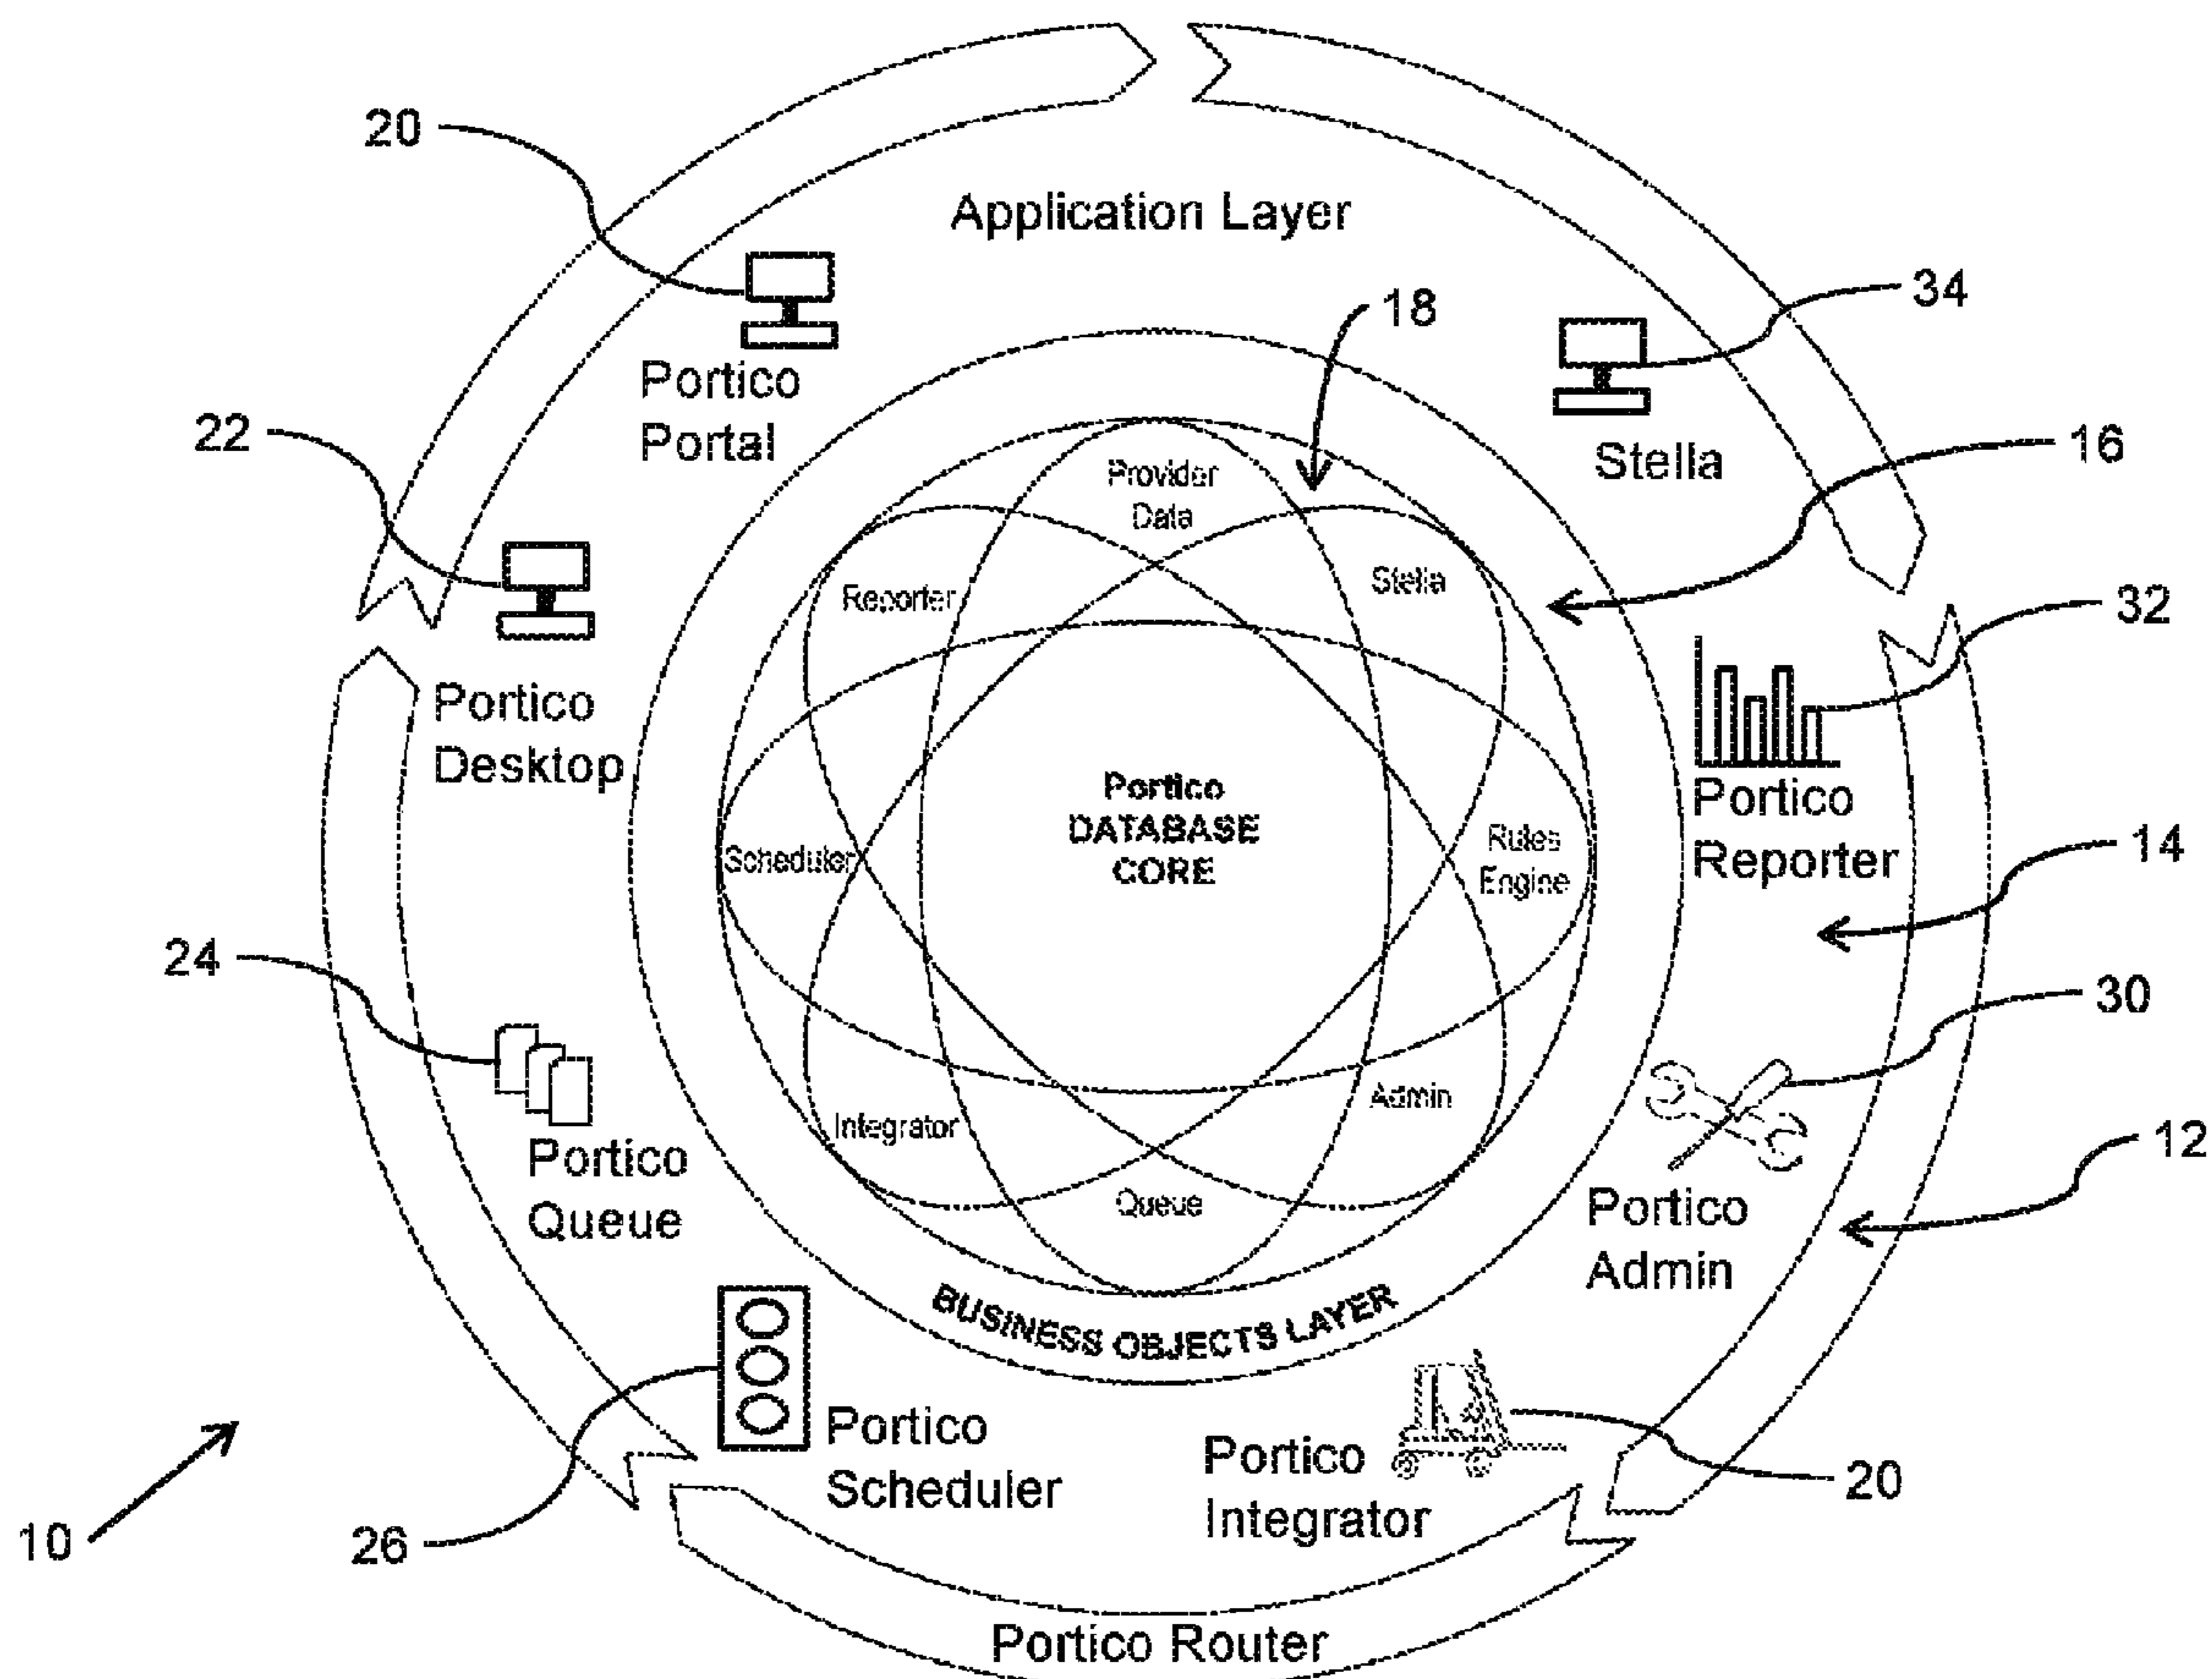 20
Application Layer
34
18
Portico
Portal
22
Stella
16
Provider
Data
Stella
Reporter
32
Portico
Desktop
Portico
DATABASE
CORE
Portico
Reporter
14
Scheduler
Rules
Engine
24
30
Portico
Queue
Integrator
Admin
Queue
12
Portico
Admin
BUSINESS OBJECTS LAYER
Portico
Scheduler
Portico
Integrator
20
10
26
Portico Router